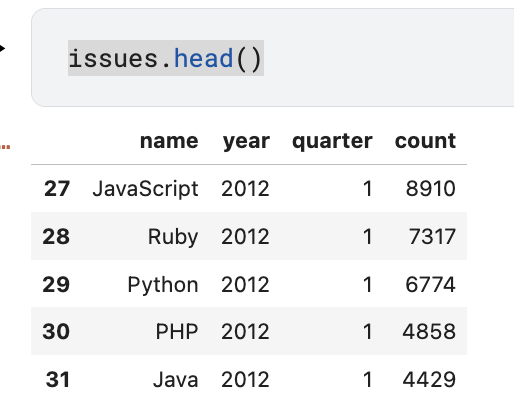 issues.head()
name year quarter count
27 JavaScript 2012 1 8910
28 Ruby 2012 1 7317
29 Python 2012 1 6774
30 PHP 2012 1 4858
31 Java 2012 1 4429